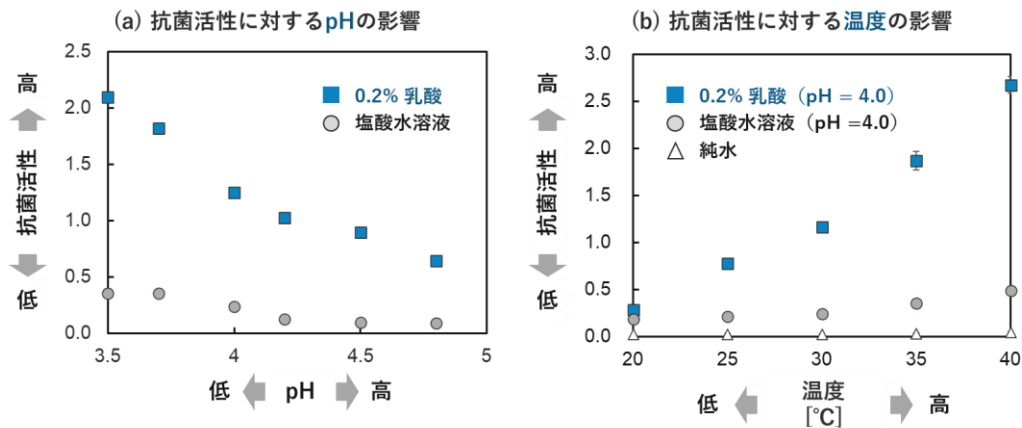 (a) 抗菌活性に対するpHの影響
2.5
2.0
1.5
1.0
0.5
0.0
3.5
4
4.5
5
高
抗菌活性
低
0.2% 乳酸
塩酸水溶液
低
pH
高
(b) 抗菌活性に対する温度の影響
3.0
2.5
2.0
1.5
1.0
0.5
0.0
20
25
30
35
40
高
抗菌活性
低
0.2% 乳酸（pH = 4.0）
塩酸水溶液（pH =4.0）
純水
低
温度
[℃]
高